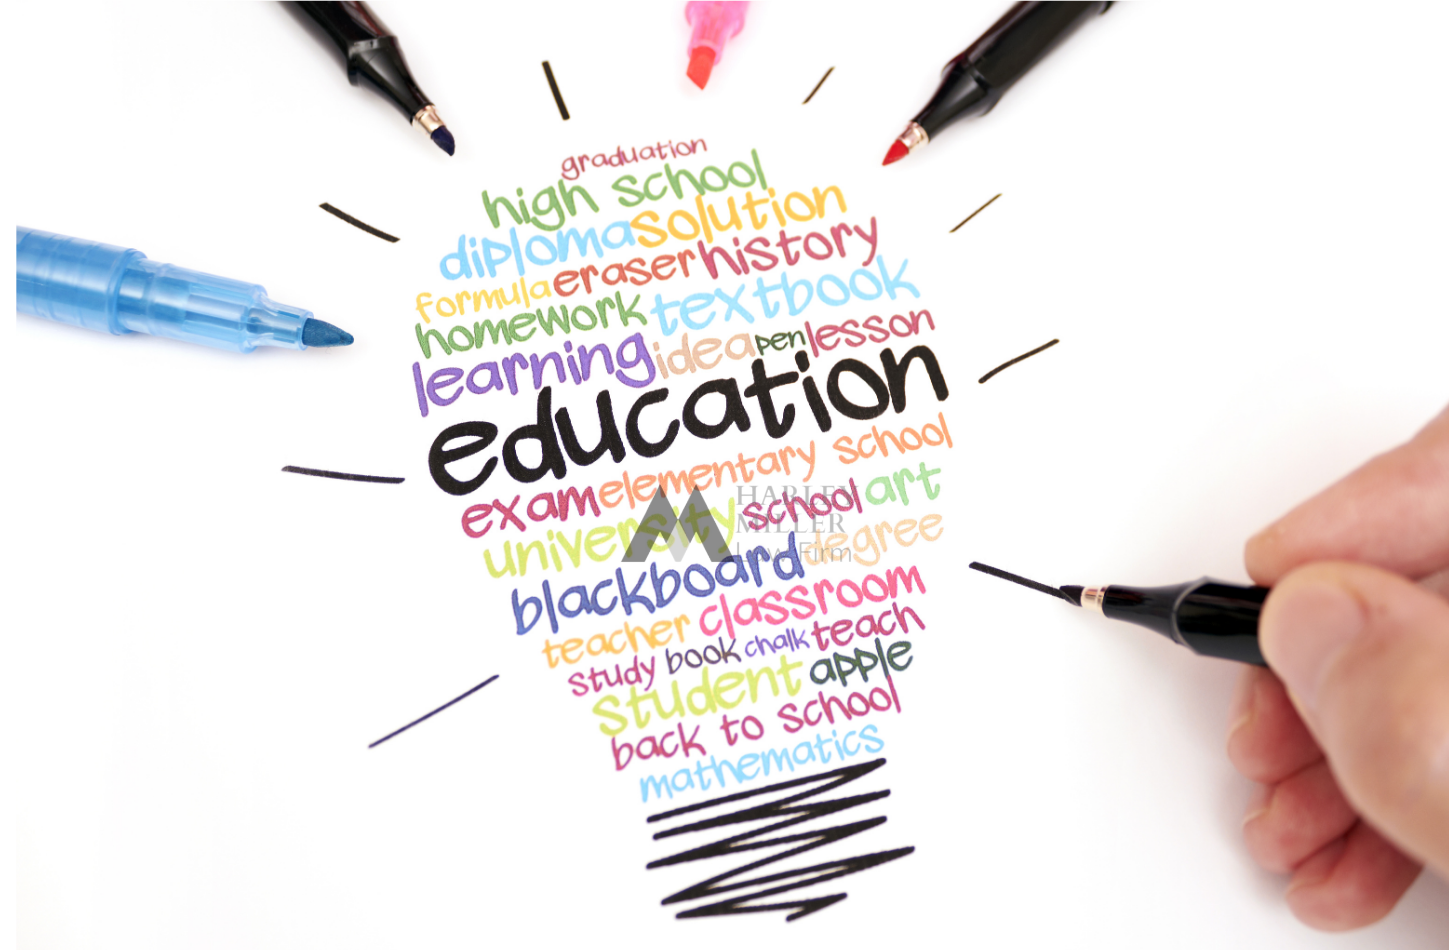 graduation
high school
diploma solution
formula eraser history
homework textbook
learning idea pen lesson
education
exam elementary school
university school art
blackboard degree
teacher classroom
study book chalk teach
student apple
back to school
mathematics
HARLEY
MILLER
Law Firm